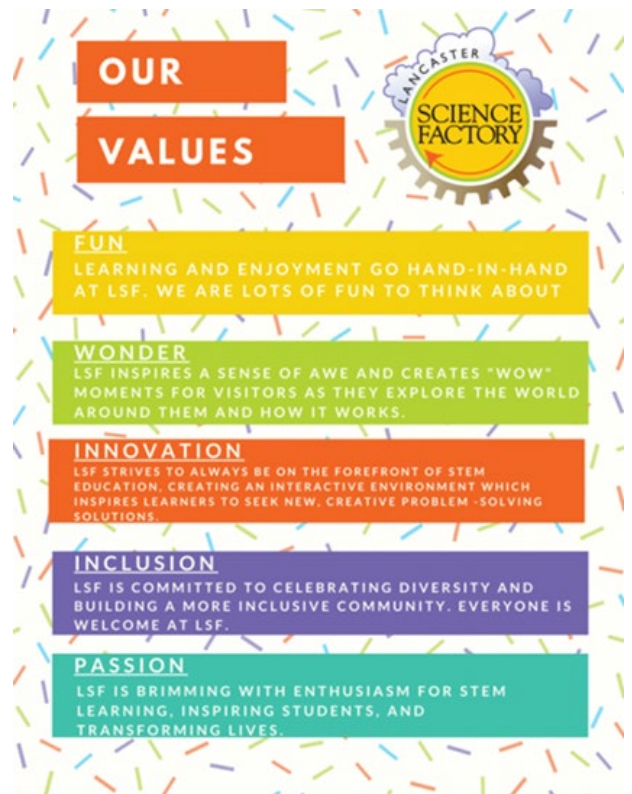 OUR
VALUES
LANCASTER
SCIENCE
FACTORY
FUN
LEARNING AND ENJOYMENT GO HAND-IN-HAND
AT LSF. WE ARE LOTS OF FUN TO THINK ABOUT
WONDER
LSF INSPIRES A SENSE OF AWE AND CREATES "WOW"
MOMENTS FOR VISITORS AS THEY EXPLORE THE WORLD
AROUND THEM AND HOW IT WORKS.
INNOVATION
LSF STRIVES TO ALWAYS BE ON THE FOREFRONT OF STEM
EDUCATION, CREATING AN INTERACTIVE ENVIRONMENT WHICH
INSPIRES LEARNERS TO SEEK NEW, CREATIVE PROBLEM -SOLVING
SOLUTIONS.
INCLUSION
LSF IS COMMITTED TO CELEBRATING DIVERSITY AND
BUILDING A MORE INCLUSIVE COMMUNITY. EVERYONE IS
WELCOME AT LSF.
PASSION
LSF IS BRIMMING WITH ENTHUSIASM FOR STEM
LEARNING, INSPIRING STUDENTS, AND
TRANSFORMING LIVES.